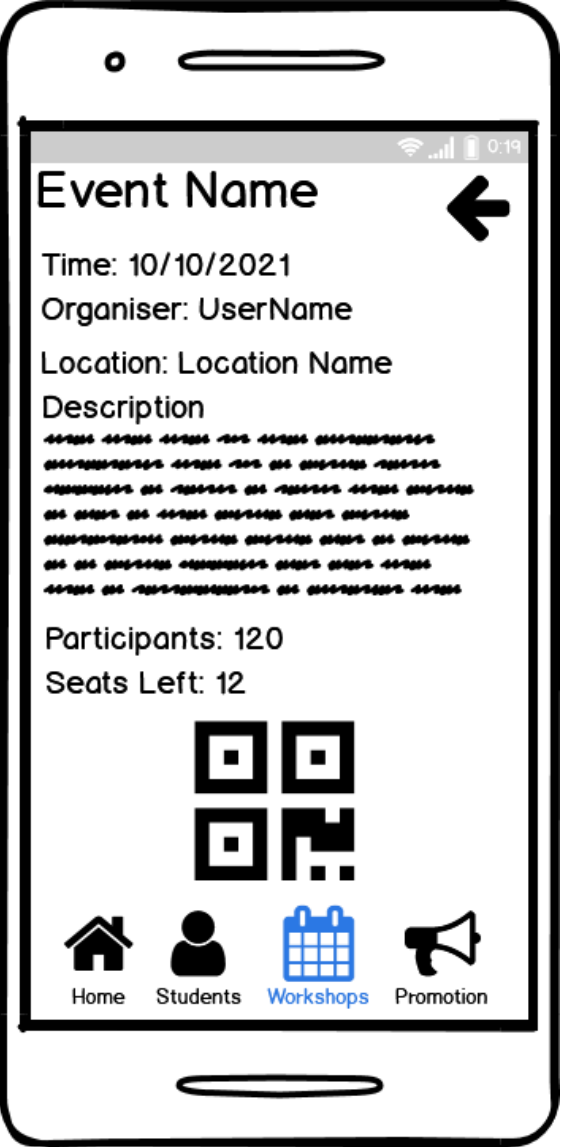 0:19
Event Name
Time: 10/10/2021
Organiser: UserName
Location: Location Name
Description
Participants: 120
Seats Left: 12
Home Students Workshops Promotion